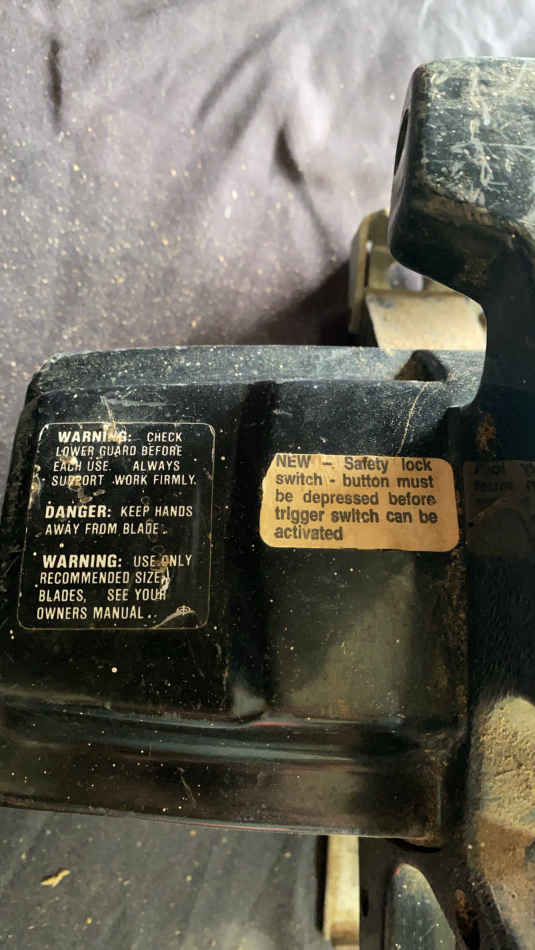 WARNING: CHECK
LOWER GUARD BEFORE
EACH USE. ALWAYS
SUPPORT WORK FIRMLY.
DANGER: KEEP HANDS
AWAY FROM BLADE.
WARNING: USE ONLY
RECOMMENDED SIZE
BLADES, SEE YOUR
OWNERS MANUAL.
NEW – Safety lock
switch - button must
be depressed before
trigger switch can be
activated